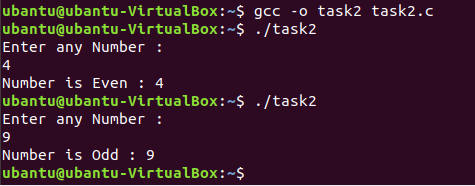 ubantu@ubantu-VirtualBox:~$ gcc -o task2 task2.c
ubantu@ubantu-VirtualBox:~$ ./task2
Enter any Number :
4
Number is Even : 4
ubantu@ubantu-VirtualBox:~$ ./task2
Enter any Number :
9
Number is Odd : 9
ubantu@ubantu-VirtualBox:~$